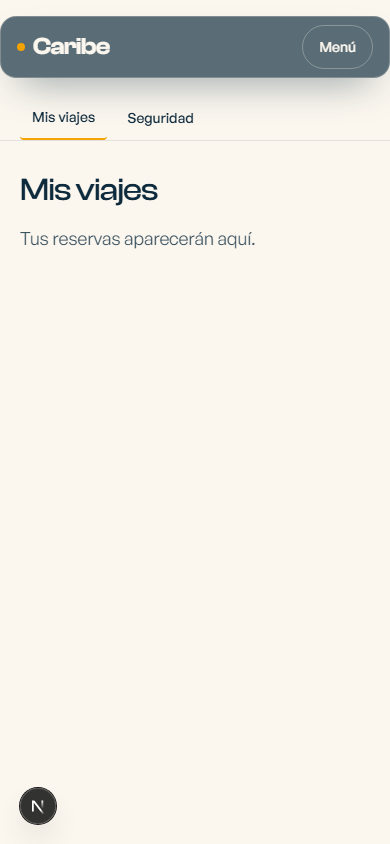 Caribe
Menú
Mis viajes
Seguridad
Mis viajes
Tus reservas aparecerán aquí.
N